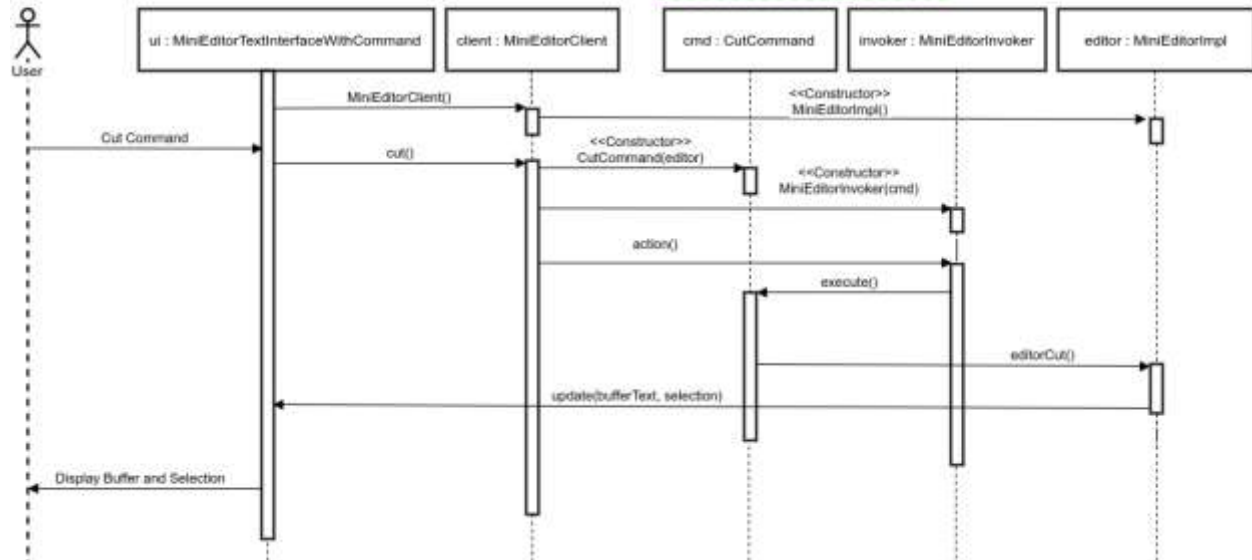 ui : MiniEditorTextInterfaceWithCommand
client : MiniEditorClient
cmd : CutCommand
invoker : MiniEditorInvoker
editor : MiniEditorImpl
User
MiniEditorClient()
<<Constructor>>
MiniEditorImpl()
Cut Command
cut()
<<Constructor>>
CutCommand(editor)
<<Constructor>>
MiniEditorInvoker(cmd)
action()
execute()
editorCut()
update(bufferText, selection)
Display Buffer and Selection